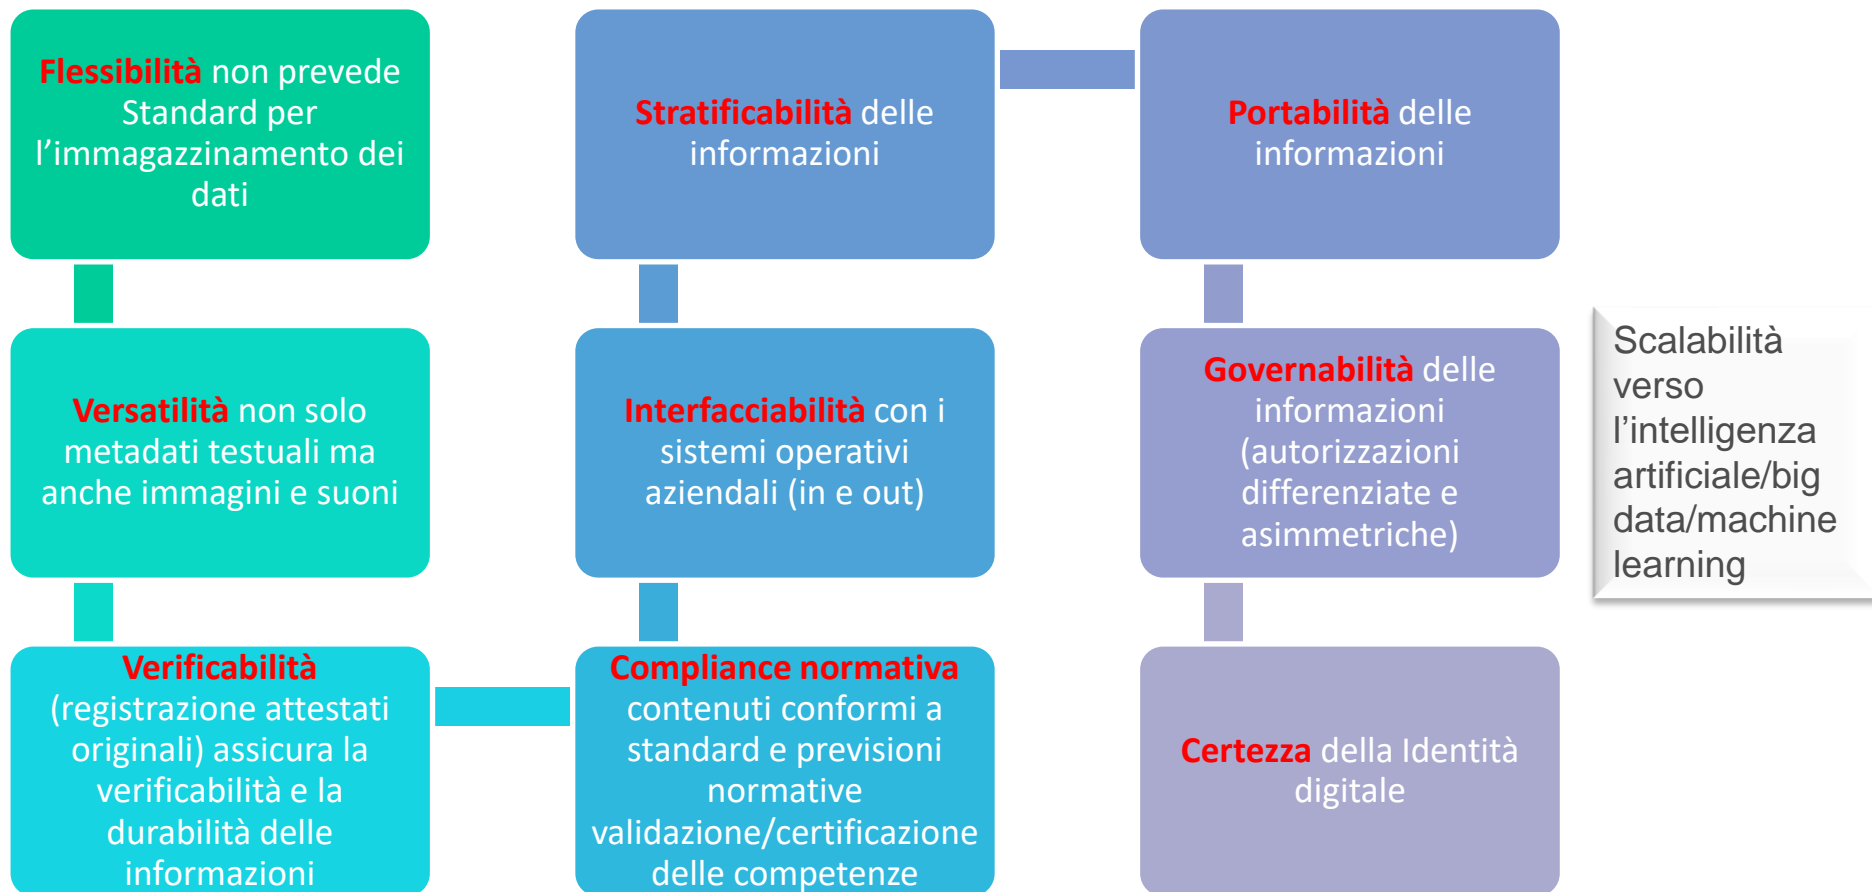 Flessibilità non prevede
Standard per
l’immagazzinamento dei
dati
Versatilità non solo
metadati testuali ma
anche immagini e suoni
Verificabilità
(registrazione attestati
originali) assicura la
verificabilità e la
durabilità delle
informazioni
Compliance normativa
contenuti conformi a
standard e previsioni
normative
validazione/certificazione
delle competenze
Interfacciabilità con i
sistemi operativi
aziendali (in e out)
Stratificabilità delle
informazioni
Portabilità delle
informazioni
Governabilità delle
informazioni
(autorizzazioni
differenziate e
asimmetriche)
Certezza della Identità
digitale
Scalabilità
verso
l’intelligenza
artificiale/big
data/machine
learning